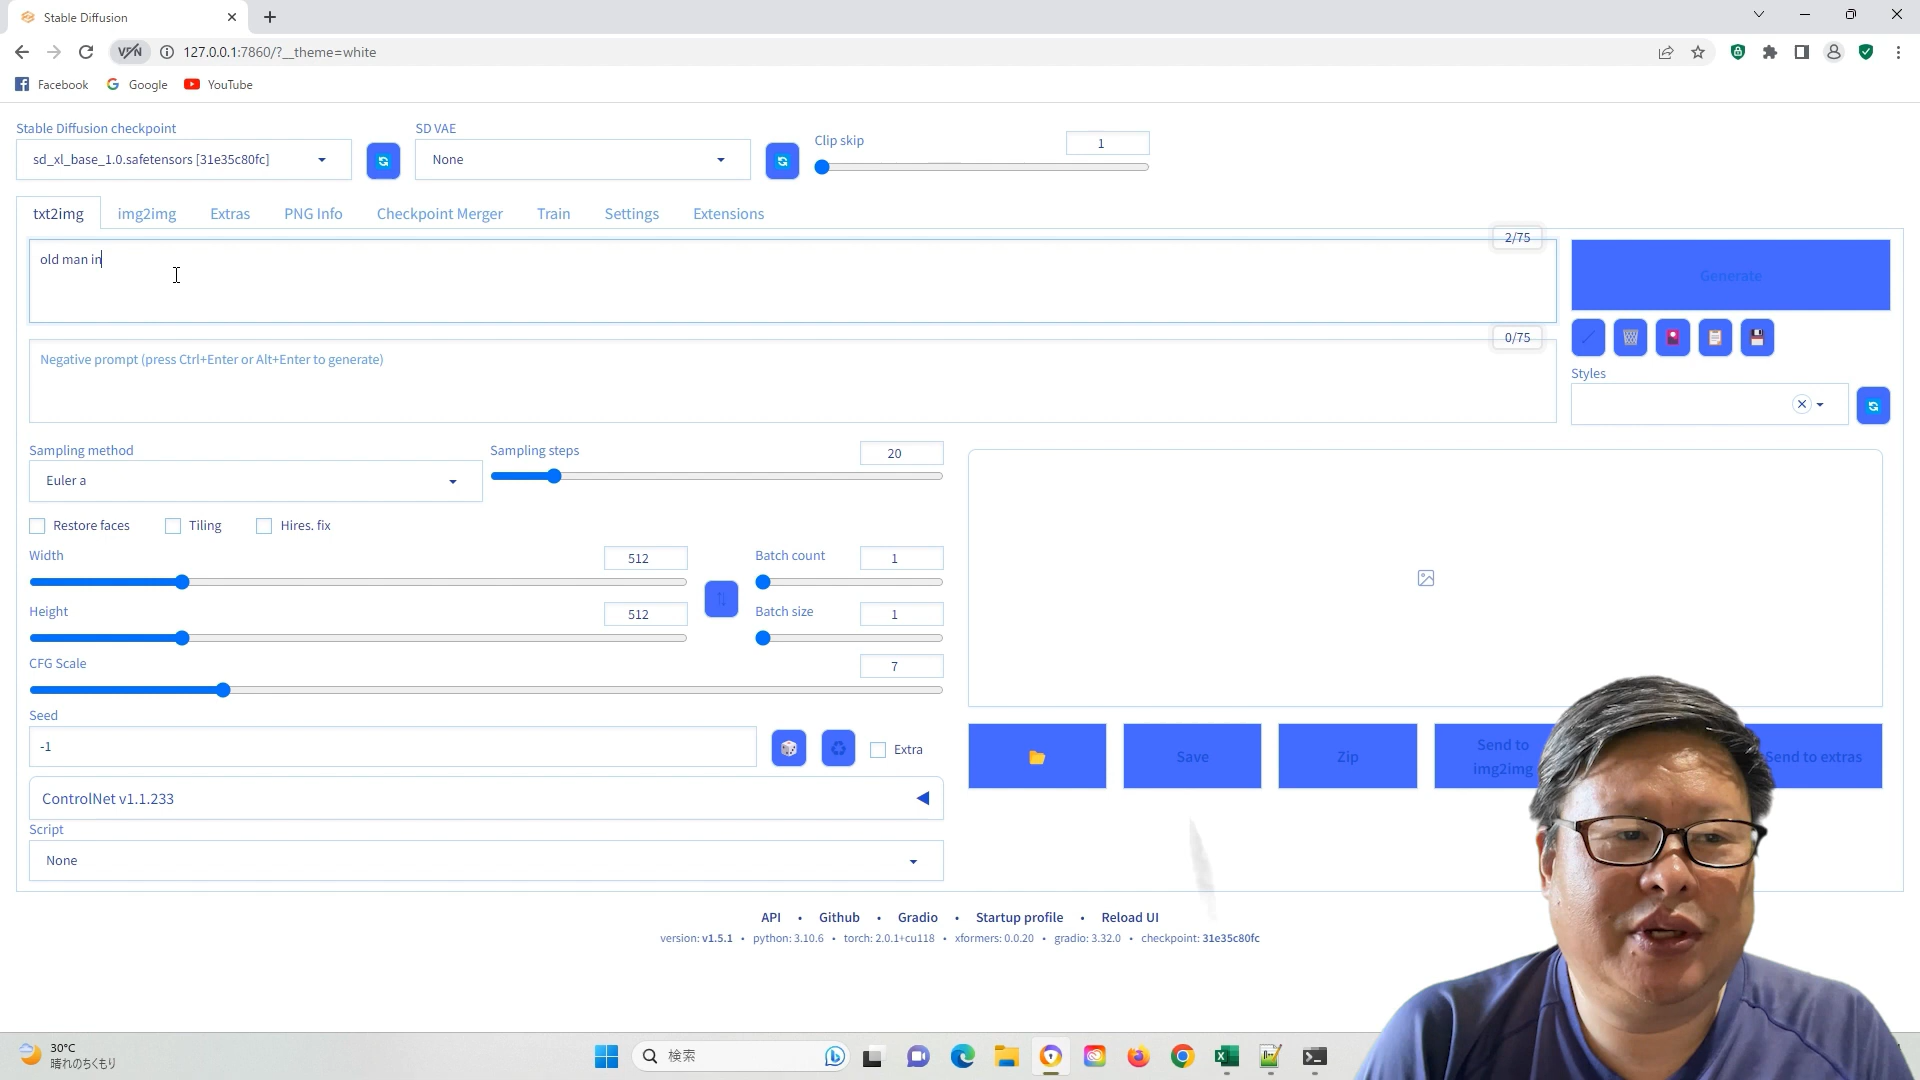 Stable Diffusion
VPN
127.0.0.1:7860/?__theme=white
Facebook Google YouTube
Stable Diffusion checkpoint
SD VAE
Clip skip
1
sd_xl_base_1.0.safetensors [31e35c80fc]
None
txt2img img2img Extras PNG Info Checkpoint Merger Train Settings Extensions
2/75
old man in
Generate
0/75
Negative prompt (press Ctrl+Enter or Alt+Enter to generate)
Styles
Sampling method
Sampling steps
20
Euler a
Restore faces Tiling Hires. fix
Width
512
Batch count
1
Height
512
Batch size
1
CFG Scale
7
Seed
-1
Extra
Save
Zip
Send to
img2img
Send to extras
ControlNet v1.1.233
Script
None
API • Github • Gradio • Startup profile • Reload UI
version: v1.5.1 • python: 3.10.6 • torch: 2.0.1+cu118 • xformers: 0.0.20 • gradio: 3.32.0 • checkpoint: 31e35c80fc
30°C
晴れのちくもり
検索